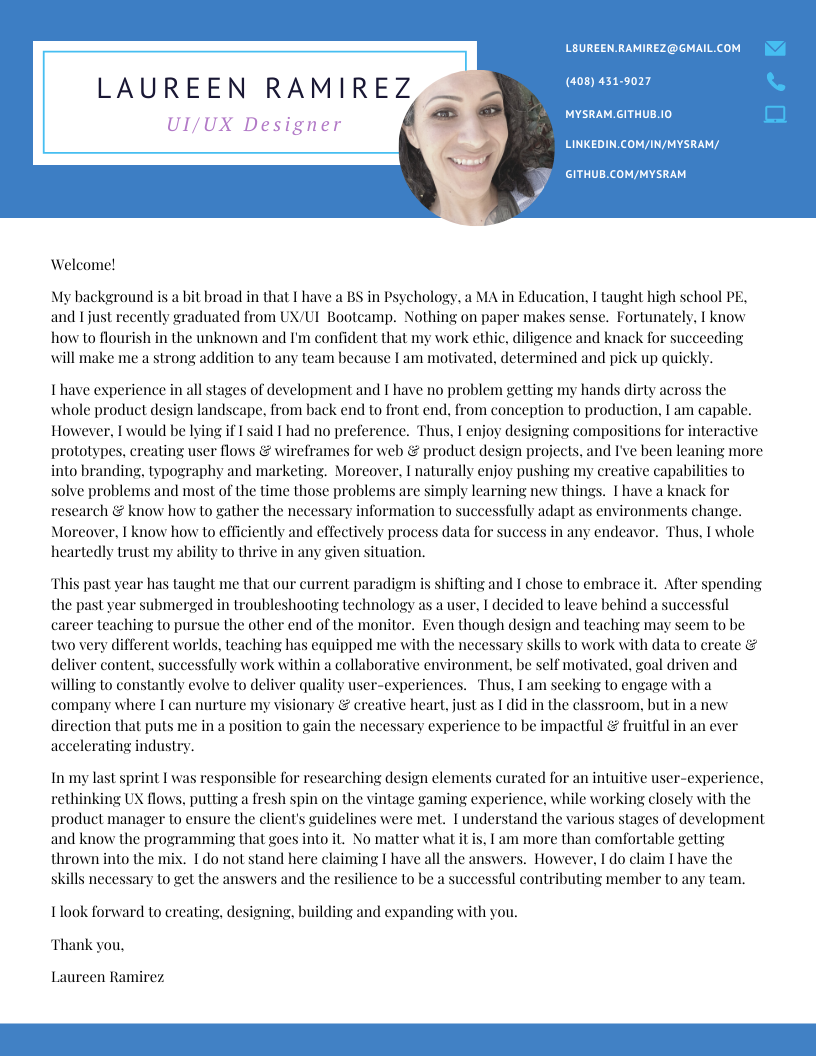 LAUREEN RAMIREZ
UI/UX Designer
L8UREEN.RAMIREZ@GMAIL.COM
(408) 431-9027
MYSRAM.GITHUB.IO
LINKEDIN.COM/IN/MYSRAM/
GITHUB.COM/MYSRAM
Welcome!
My background is a bit broad in that I have a BS in Psychology, a MA in Education, I taught high school PE,
and I just recently graduated from UX/UI  Bootcamp.  Nothing on paper makes sense.  Fortunately, I know
how to flourish in the unknown and I'm confident that my work ethic, diligence and knack for succeeding
will make me a strong addition to any team because I am motivated, determined and pick up quickly.
I have experience in all stages of development and I have no problem getting my hands dirty across the
whole product design landscape, from back end to front end, from conception to production, I am capable.
However, I would be lying if I said I had no preference.  Thus, I enjoy designing compositions for interactive
prototypes, creating user flows & wireframes for web & product design projects, and I've been leaning more
into branding, typography and marketing.  Moreover, I naturally enjoy pushing my creative capabilities to
solve problems and most of the time those problems are simply learning new things.  I have a knack for
research & know how to gather the necessary information to successfully adapt as environments change.
Moreover, I know how to efficiently and effectively process data for success in any endeavor.  Thus, I whole
heartedly trust my ability to thrive in any given situation.
This past year has taught me that our current paradigm is shifting and I chose to embrace it.  After spending
the past year submerged in troubleshooting technology as a user, I decided to leave behind a successful
career teaching to pursue the other end of the monitor.  Even though design and teaching may seem to be
two very different worlds, teaching has equipped me with the necessary skills to work with data to create &
deliver content, successfully work within a collaborative environment, be self motivated, goal driven and
willing to constantly evolve to deliver quality user-experiences.   Thus, I am seeking to engage with a
company where I can nurture my visionary & creative heart, just as I did in the classroom, but in a new
direction that puts me in a position to gain the necessary experience to be impactful & fruitful in an ever
accelerating industry.
In my last sprint I was responsible for researching design elements curated for an intuitive user-experience,
rethinking UX flows, putting a fresh spin on the vintage gaming experience, while working closely with the
product manager to ensure the client's guidelines were met.  I understand the various stages of development
and know the programming that goes into it.  No matter what it is, I am more than comfortable getting
thrown into the mix.  I do not stand here claiming I have all the answers.  However, I do claim I have the
skills necessary to get the answers and the resilience to be a successful contributing member to any team.
I look forward to creating, designing, building and expanding with you.
Thank you,
Laureen Ramirez